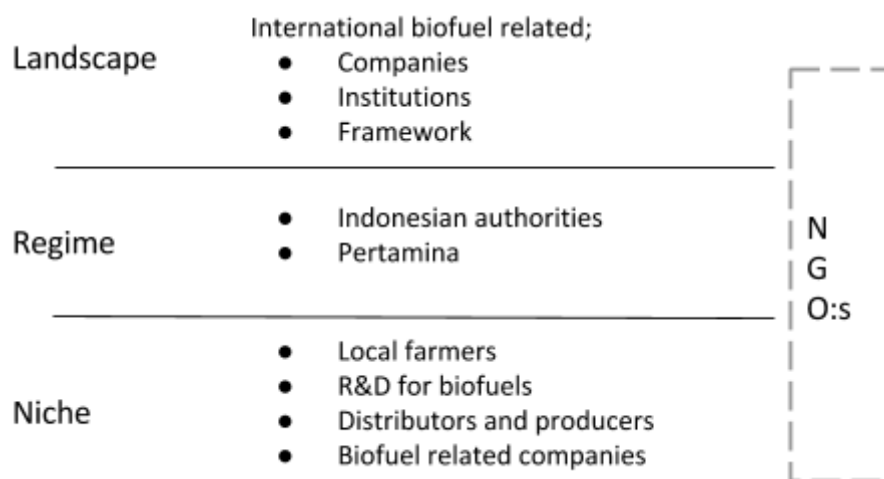 International biofuel related;
Landscape
● Companies
● Institutions
● Framework
Regime
● Indonesian authorities
● Pertamina
Niche
● Local farmers
● R&D for biofuels
● Distributors and producers
● Biofuel related companies
N
G
O:s